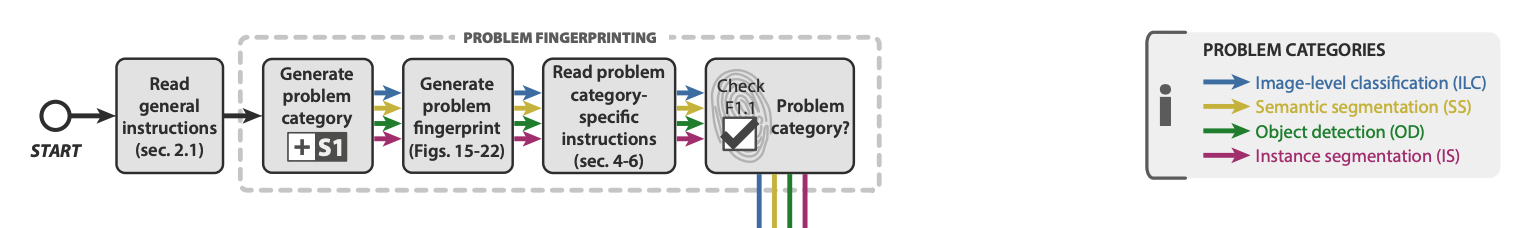 PROBLEM FINGERPRINTING
START
Read
general
instructions
(sec. 2.1)
Generate
problem
category
+ S1
Generate
problem
fingerprint
(Figs. 15-22)
Read problem
category-
specific
instructions
(sec. 4-6)
Check
F1.1
Problem
category?
i
PROBLEM CATEGORIES
Image-level classification (ILC)
Semantic segmentation (SS)
Object detection (OD)
Instance segmentation (IS)